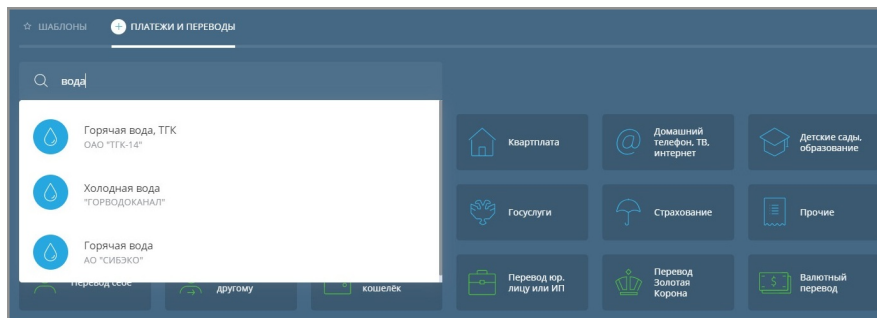 ШАБЛОНЫ
ПЛАТЕЖИ И ПЕРЕВОДЫ
вода
Горячая вода, ТГК
ОАО "ТГК-14"
Холодная вода
"ГОРВОДОКАНАЛ"
Горячая вода
АО "СИБЭКО"
Квартплата
Домашний
телефон, ТВ,
интернет
Детские сады,
образование
Госуслуги
Страхование
Прочие
Перевод себе
другому
кошелёк
Перевод юр.
лицу или ИП
Перевод
Золотая
Корона
Валютный
перевод